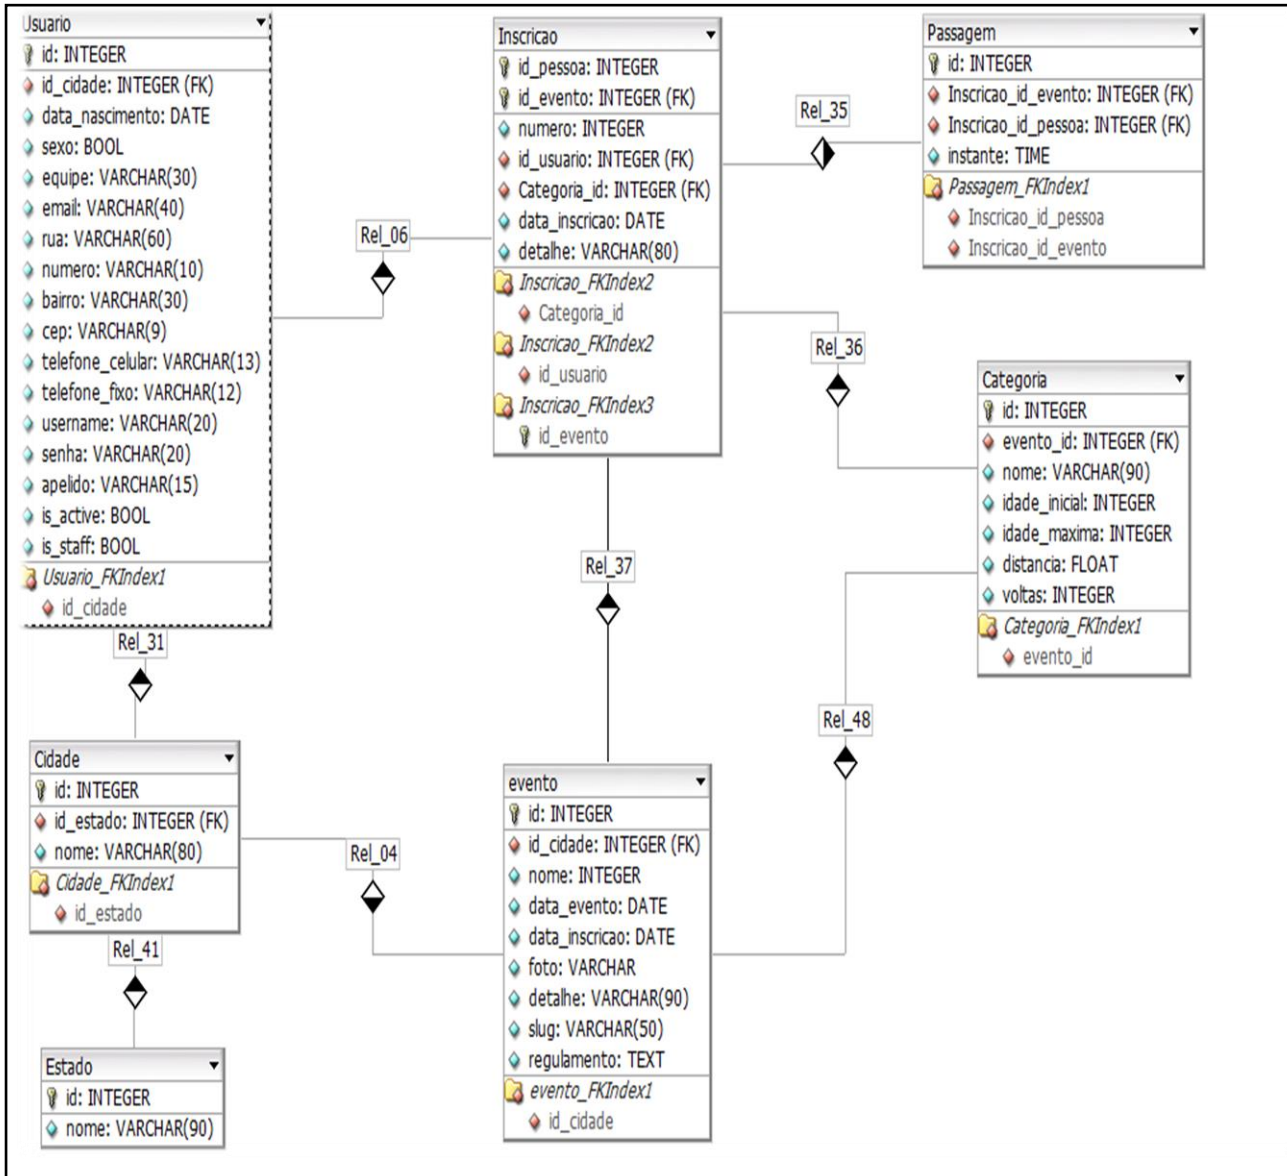 Usuario
id: INTEGER
id_cidade: INTEGER (FK)
data_nascimento: DATE
sexo: BOOL
equipe: VARCHAR(30)
email: VARCHAR(40)
rua: VARCHAR(60)
numero: VARCHAR(10)
bairro: VARCHAR(30)
cep: VARCHAR(9)
telefone_celular: VARCHAR(13)
telefone_fixo: VARCHAR(12)
username: VARCHAR(20)
senha: VARCHAR(20)
apelido: VARCHAR(15)
is_active: BOOL
is_staff: BOOL
Usuario_FKIndex1
id_cidade
Rel_06
Inscricao
id_pessoa: INTEGER
id_evento: INTEGER (FK)
numero: INTEGER
id_usuario: INTEGER (FK)
Categoria_id: INTEGER (FK)
data_inscricao: DATE
detalhe: VARCHAR(80)
Inscricao_FKIndex2
Categoria_id
Inscricao_FKIndex2
id_usuario
Inscricao_FKIndex3
id_evento
Rel_35
Passagem
id: INTEGER
Inscricao_id_evento: INTEGER (FK)
Inscricao_id_pessoa: INTEGER (FK)
instante: TIME
Passagem_FKIndex1
Inscricao_id_pessoa
Inscricao_id_evento
Rel_36
Categoria
id: INTEGER
evento_id: INTEGER (FK)
nome: VARCHAR(90)
idade_inicial: INTEGER
idade_maxima: INTEGER
distancia: FLOAT
voltas: INTEGER
Categoria_FKIndex1
evento_id
Rel_37
Rel_31
Rel_48
Cidade
id: INTEGER
id_estado: INTEGER (FK)
nome: VARCHAR(80)
Cidade_FKIndex1
id_estado
Rel_04
evento
id: INTEGER
id_cidade: INTEGER (FK)
nome: INTEGER
data_evento: DATE
data_inscricao: DATE
foto: VARCHAR
detalhe: VARCHAR(90)
slug: VARCHAR(50)
regulamento: TEXT
evento_FKIndex1
id_cidade
Rel_41
Estado
id: INTEGER
nome: VARCHAR(90)